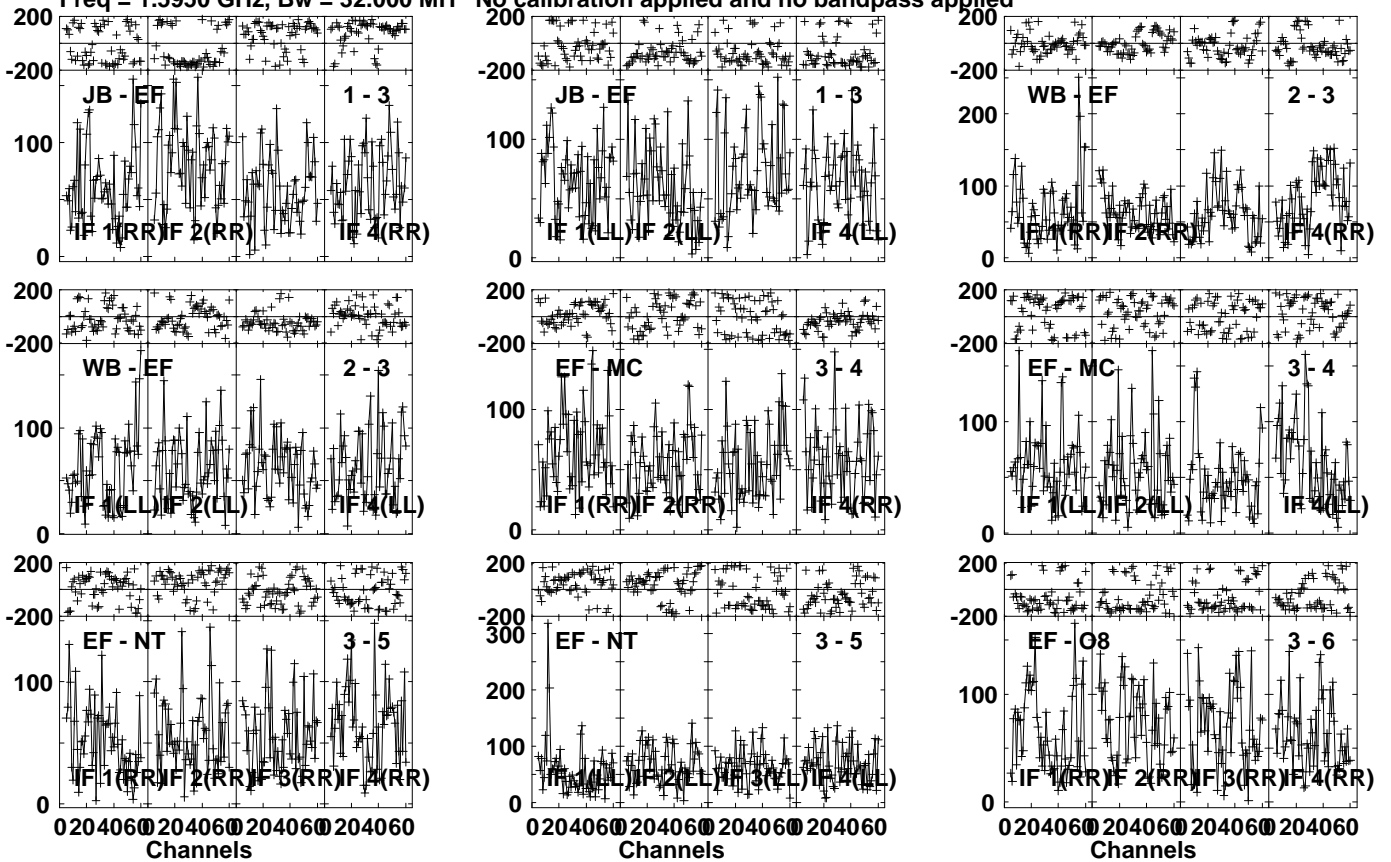 Freq = 1.5950 GHz, Bw = 32.000 MH No calibration applied and no bandpass applied
200
-200
JB - EF 1 - 3
100
0
IF 1(RR) IF 2(RR) IF 4(RR)
JB - EF 1 - 3
100
0
IF 1(LL) IF 2(LL) IF 4(LL)
200
-200
WB - EF 2 - 3
200
100
0
IF 1(RR) IF 2(RR) IF 4(RR)
200
-200
WB - EF 2 - 3
100
0
IF 1(LL) IF 2(LL) IF 4(LL)
200
-200
EF - MC 3 - 4
100
0
IF 1(RR) IF 2(RR) IF 4(RR)
200
-200
EF - MC 3 - 4
100
0
IF 1(LL) IF 2(LL) IF 4(LL)
200
-200
EF - NT 3 - 5
100
0
IF 1(RR) IF 2(RR) IF 3(RR) IF 4(RR)
0 20 40 60 0 20 40 60 0 20 40 60 0 20 40 60
Channels
200
-200
EF - NT 3 - 5
300
200
100
0
IF 1(LL) IF 2(LL) IF 3(LL) IF 4(LL)
0 20 40 60 0 20 40 60 0 20 40 60 0 20 40 60
Channels
200
-200
EF - O8 3 - 6
100
0
IF 1(RR) IF 2(RR) IF 3(RR) IF 4(RR)
0 20 40 60 0 20 40 60 0 20 40 60 0 20 40 60
Channels